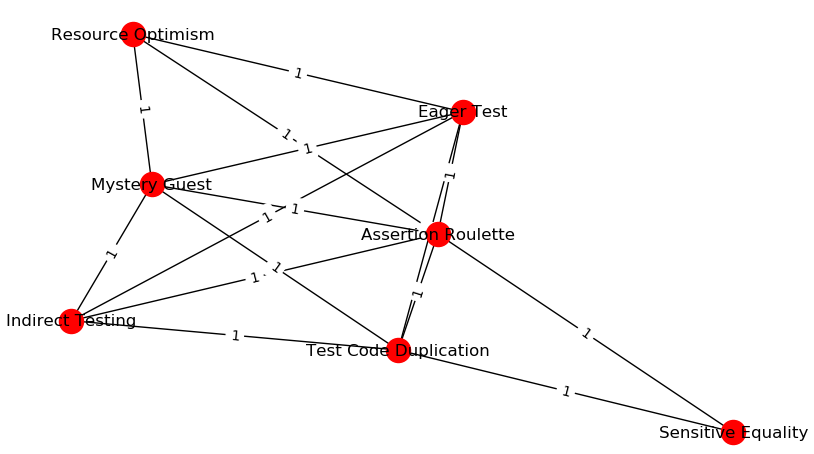 Resource Optimism
1
Eager Test
1
1
1
1
Mystery Guest
1
1
1
Assertion Roulette
1
1
1
1
Indirect Testing
1
1
Test Code Duplication
1
Sensitive Equality